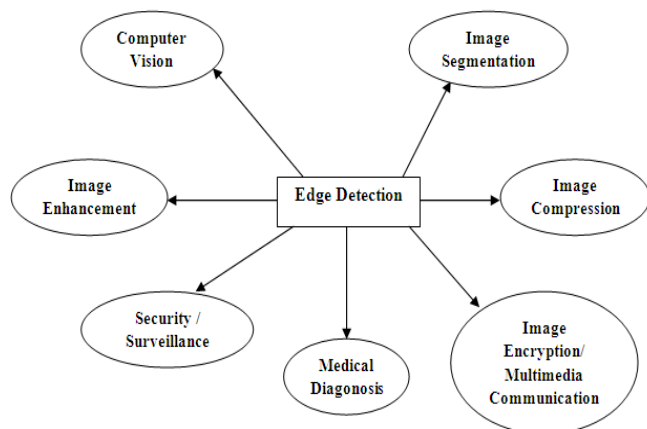 Computer
Vision
Image
Segmentation
Image
Enhancement
Edge Detection
Image
Compression
Security /
Surveillance
Medical
Diagonosis
Image
Encryption/
Multimedia
Communication